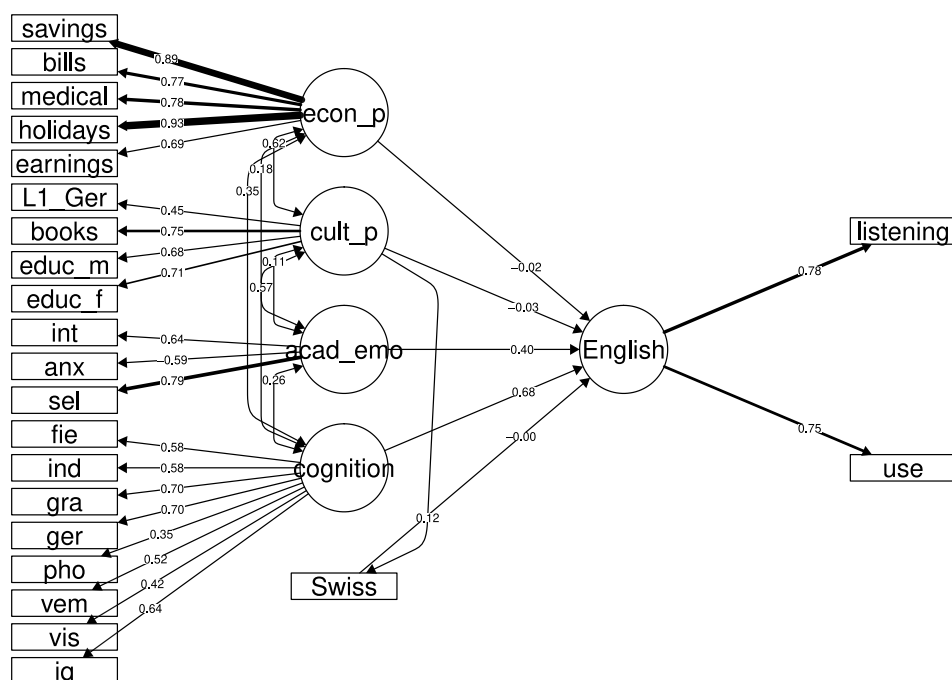 savings
bills
medical
holidays
earnings
L1_Ger
books
educ_m
educ_f
int
anx
sel
fie
ind
gra
ger
pho
vem
vis
iq
0.89
0.77
0.78
0.93
0.69
0.45
0.75
0.68
0.71
0.64
−0.59
0.79
0.58
0.58
0.70
0.70
0.35
0.52
0.42
0.64
econ_p
cult_p
acad_emo
cognition
0.62
0.18
0.35
0.11
0.57
0.26
−0.02
−0.03
0.40
0.68
−0.00
0.12
Swiss
English
0.78
0.75
listening
use